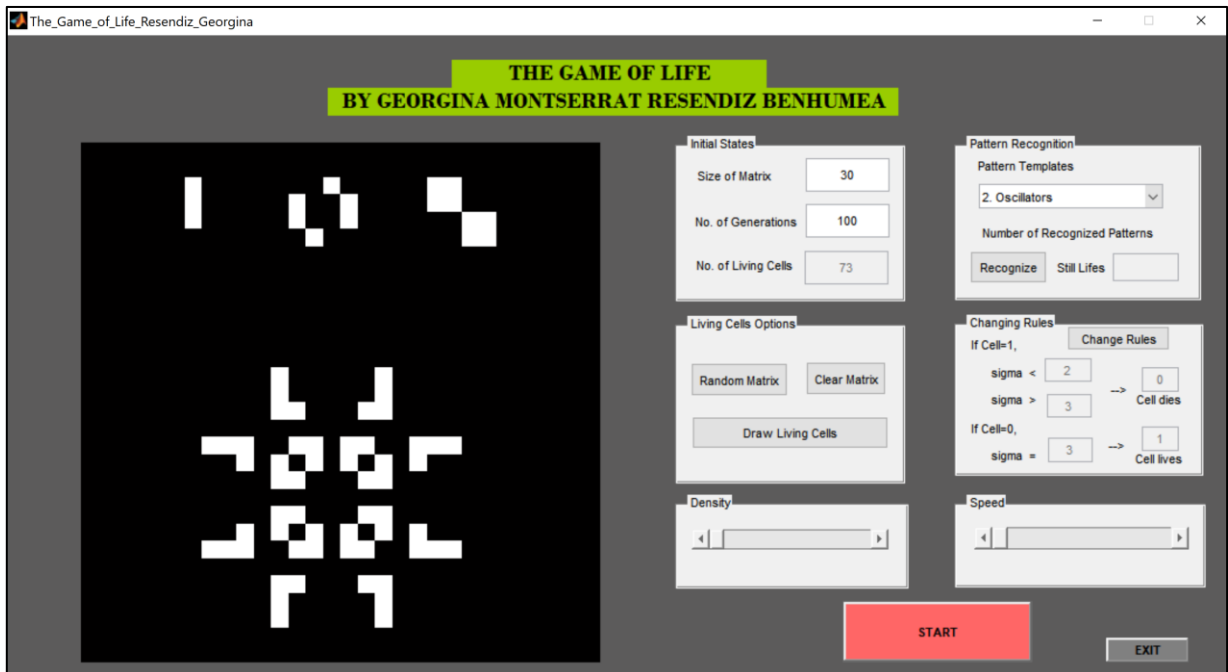 The_Game_of_Life_Resendiz_Georgina
THE GAME OF LIFE
BY GEORGINA MONTSERRAT RESENDIZ BENHUMEA
Initial States
Size of Matrix 30
No. of Generations 100
No. of Living Cells 73
Pattern Recognition
Pattern Templates
2. Oscillators
Number of Recognized Patterns
Recognize Still Lifes
Living Cells Options
Random Matrix Clear Matrix
Draw Living Cells
Changing Rules
If Cell=1, Change Rules
sigma < 2
--> 0
sigma > 3 Cell dies
If Cell=0,
sigma = 3 --> 1
Cell lives
Density
Speed
START
EXIT